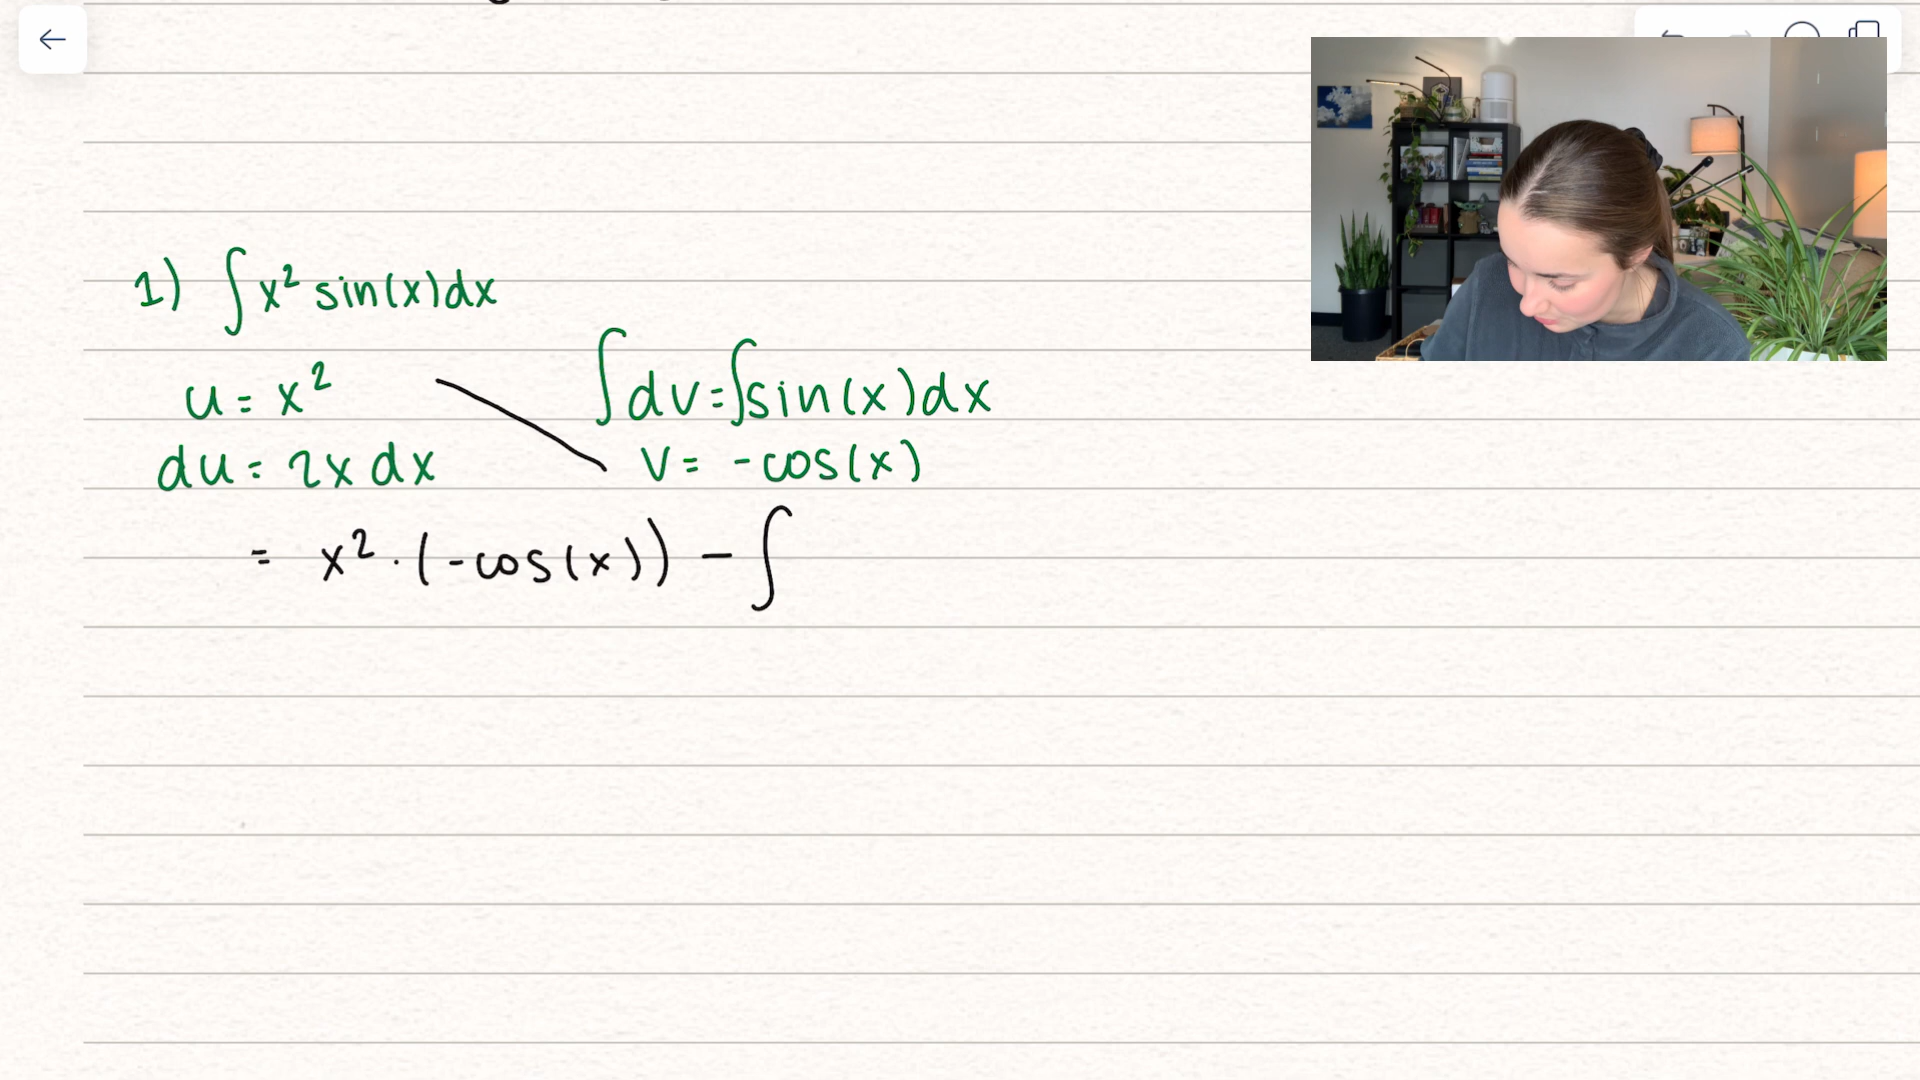 1) ∫x² sin(x)dx
u = x² ∫dv=∫sin(x)dx
du = 2x dx v = -cos(x)
= x² · (-cos(x)) - ∫